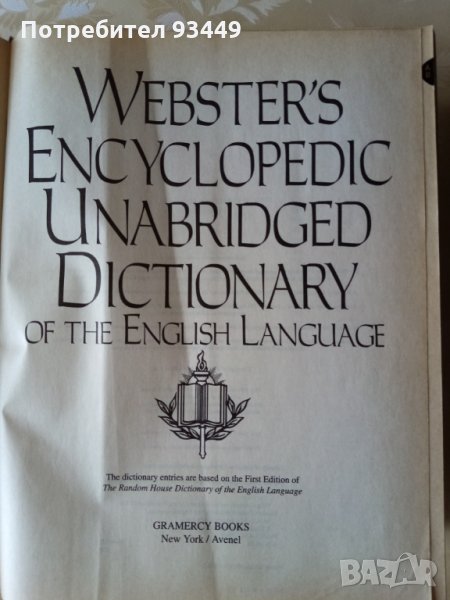 Потребител 93449
WEBSTER'S
ENCYCLOPEDIC
UNABRIDGED
DICTIONARY
OF THE ENGLISH LANGUAGE
The dictionary entries are based on the First Edition of
The Random House Dictionary of the English Language
GRAMERCY BOOKS
New York / Avenel
BAZAR